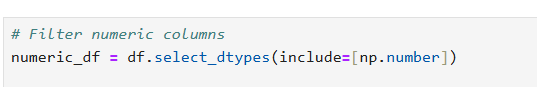 # Filter numeric columns
numeric_df = df.select_dtypes(include=[np.number])